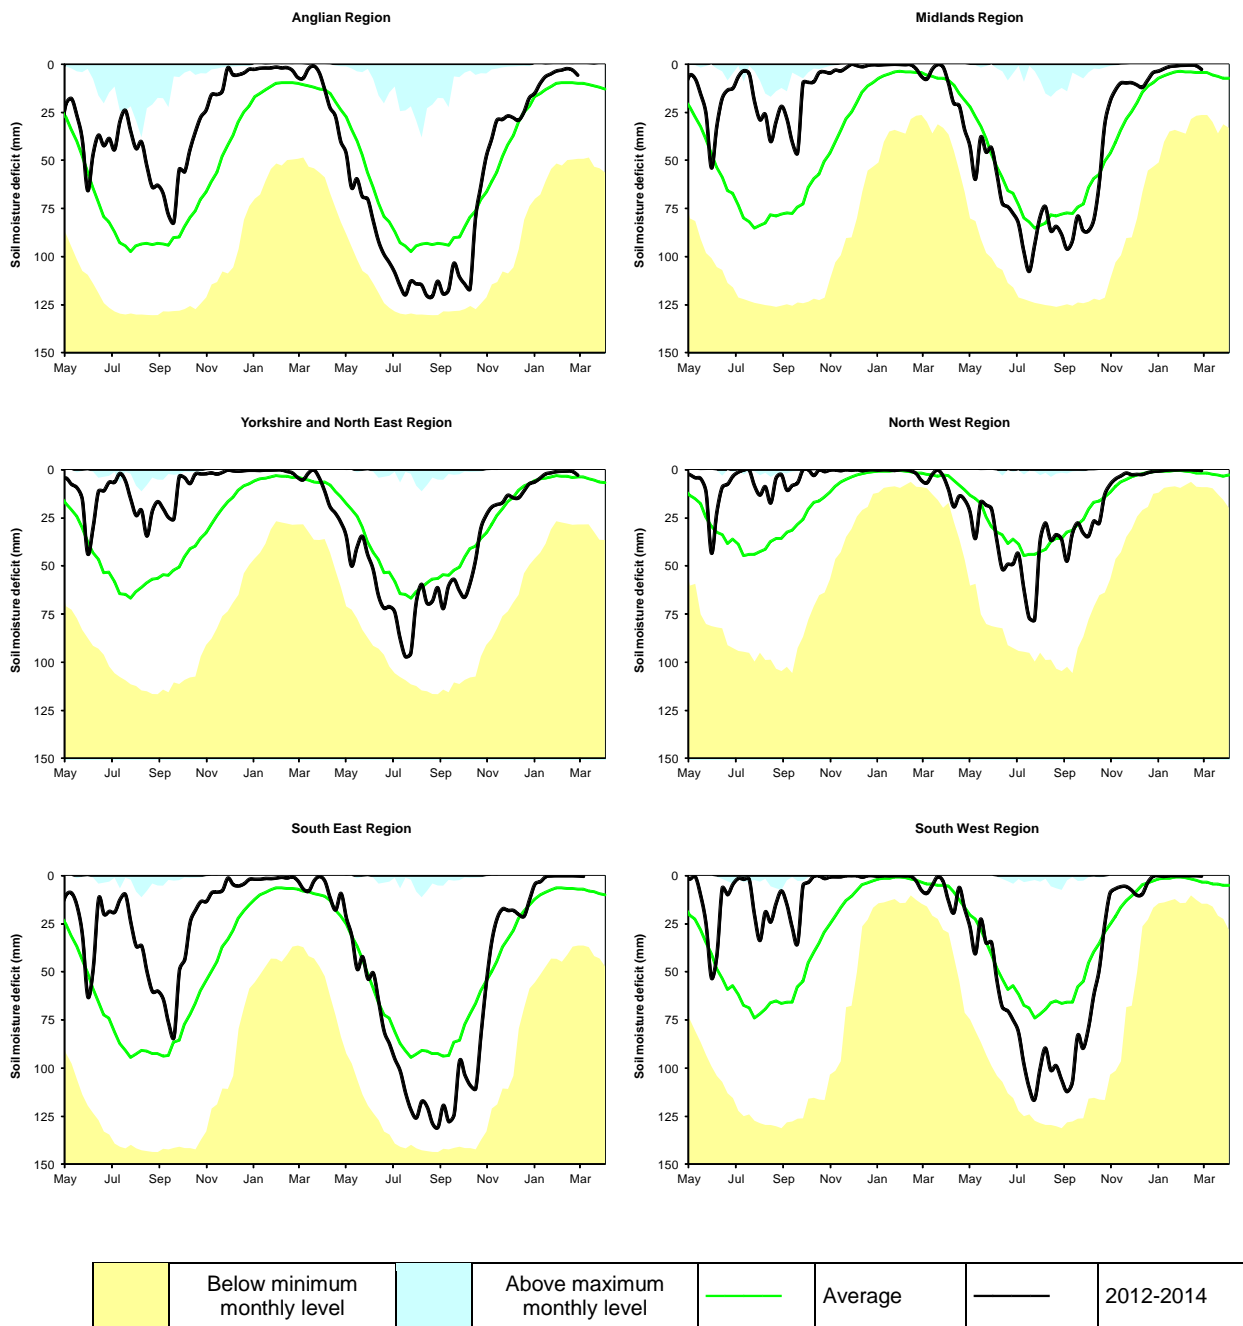 Anglian Region
Soil moisture deficit (mm)
0
25
50
75
100
125
150
May Jul Sep Nov Jan Mar May Jul Sep Nov Jan Mar
Midlands Region
Soil moisture deficit (mm)
0
25
50
75
100
125
150
May Jul Sep Nov Jan Mar May Jul Sep Nov Jan Mar
Yorkshire and North East Region
Soil moisture deficit (mm)
0
25
50
75
100
125
150
May Jul Sep Nov Jan Mar May Jul Sep Nov Jan Mar
North West Region
Soil moisture deficit (mm)
0
25
50
75
100
125
150
May Jul Sep Nov Jan Mar May Jul Sep Nov Jan Mar
South East Region
Soil moisture deficit (mm)
0
25
50
75
100
125
150
May Jul Sep Nov Jan Mar May Jul Sep Nov Jan Mar
South West Region
Soil moisture deficit (mm)
0
25
50
75
100
125
150
May Jul Sep Nov Jan Mar May Jul Sep Nov Jan Mar
Below minimum
monthly level
Above maximum
monthly level
Average
2012-2014